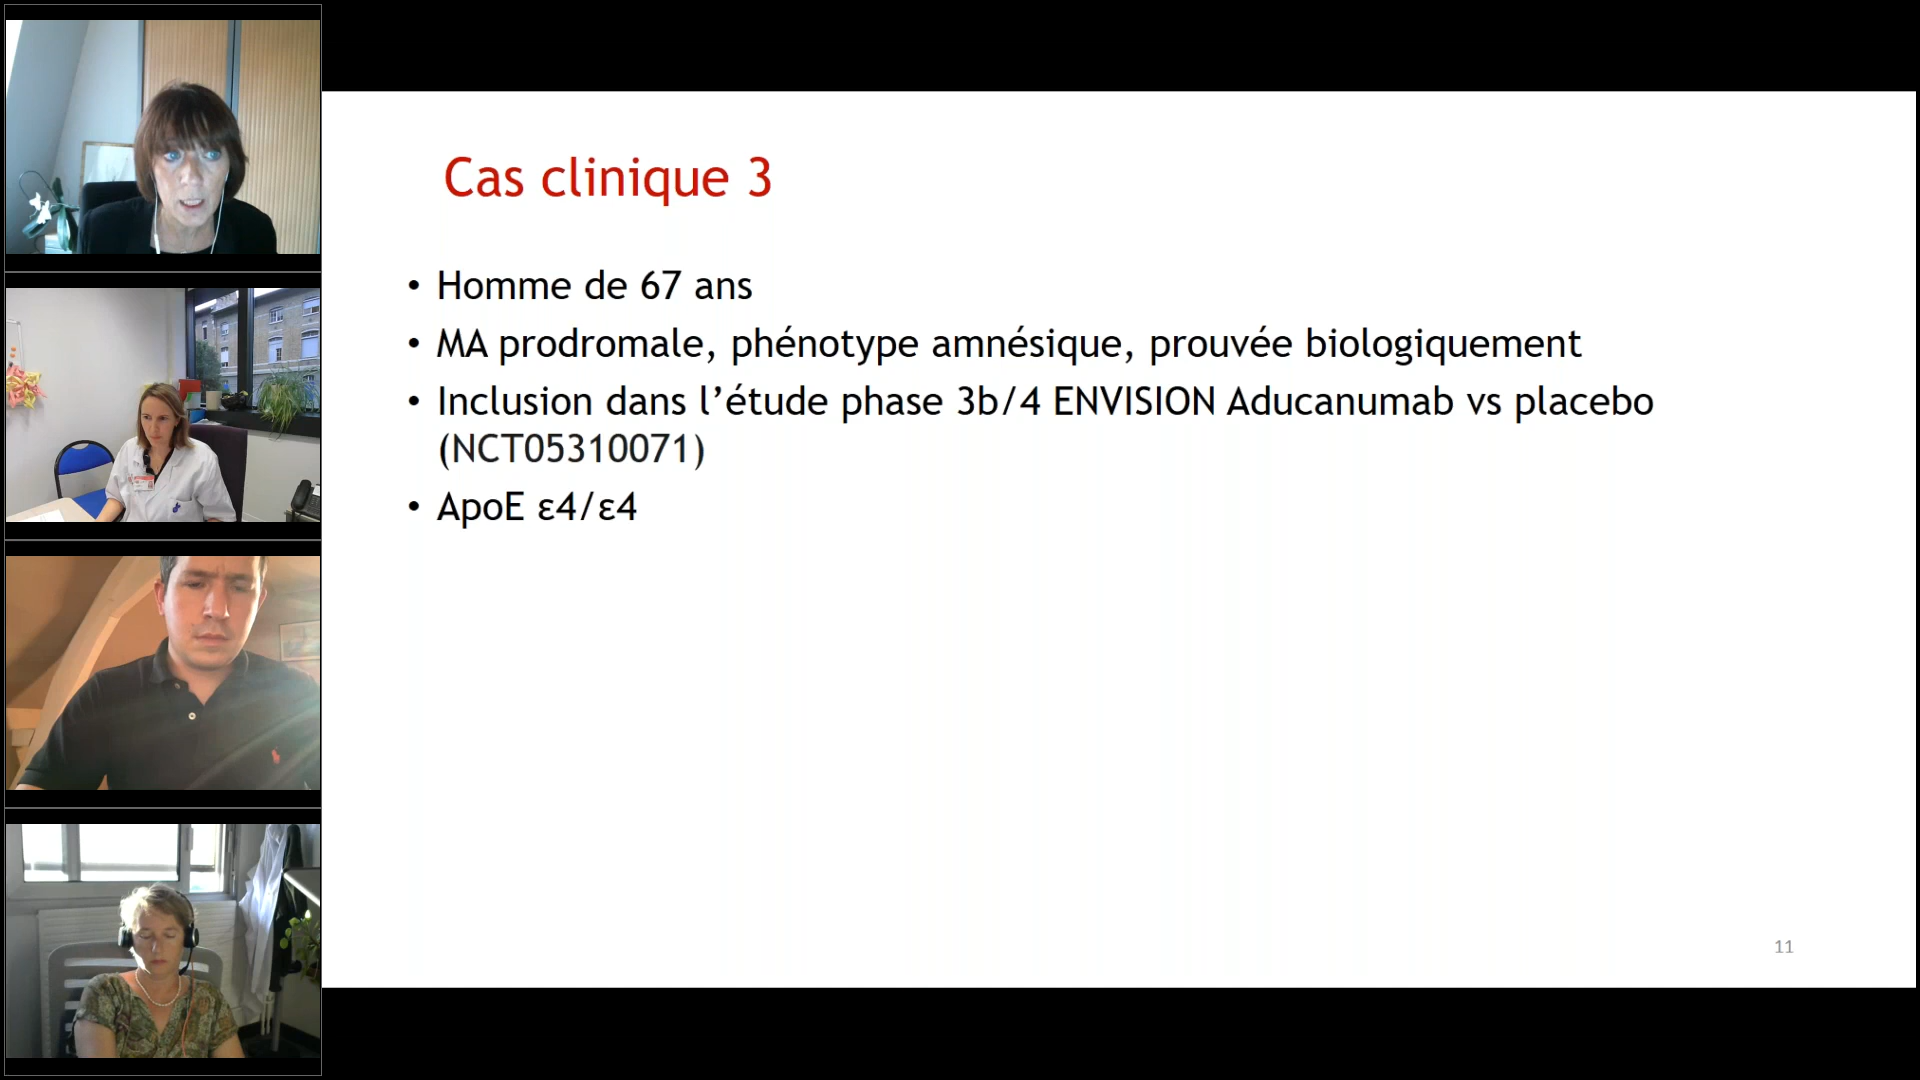 Cas clinique 3
• Homme de 67 ans
• MA prodromale, phénotype amnésique, prouvée biologiquement
• Inclusion dans l’étude phase 3b/4 ENVISION Aducanumab vs placebo
(NCT05310071)
• ApoE ε4/ε4
11